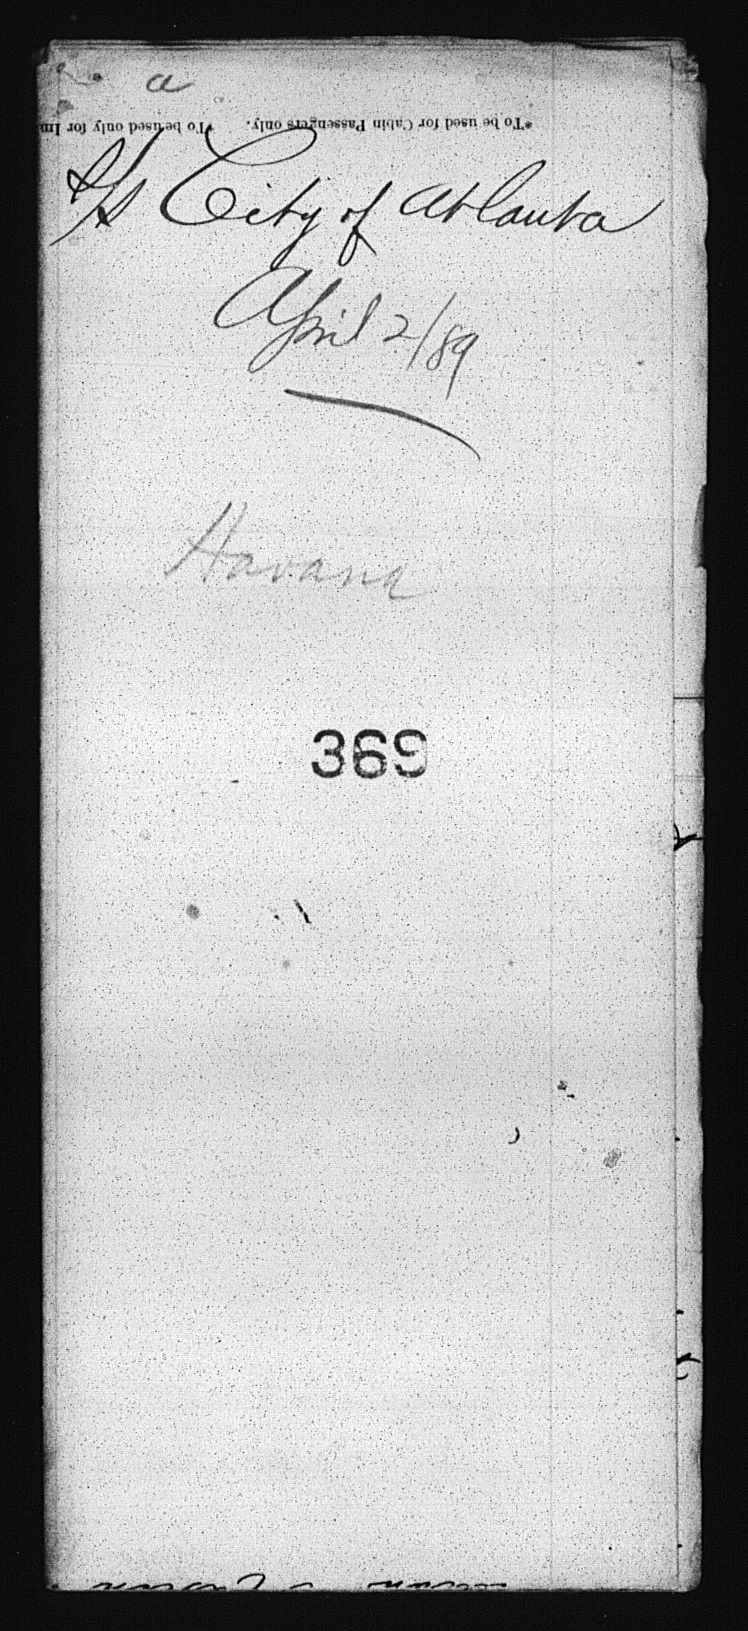 a
*To be used for Cabin Passengers only. *To be used only for Im
S/S City of Atlanta
April 2/89
Havana
369